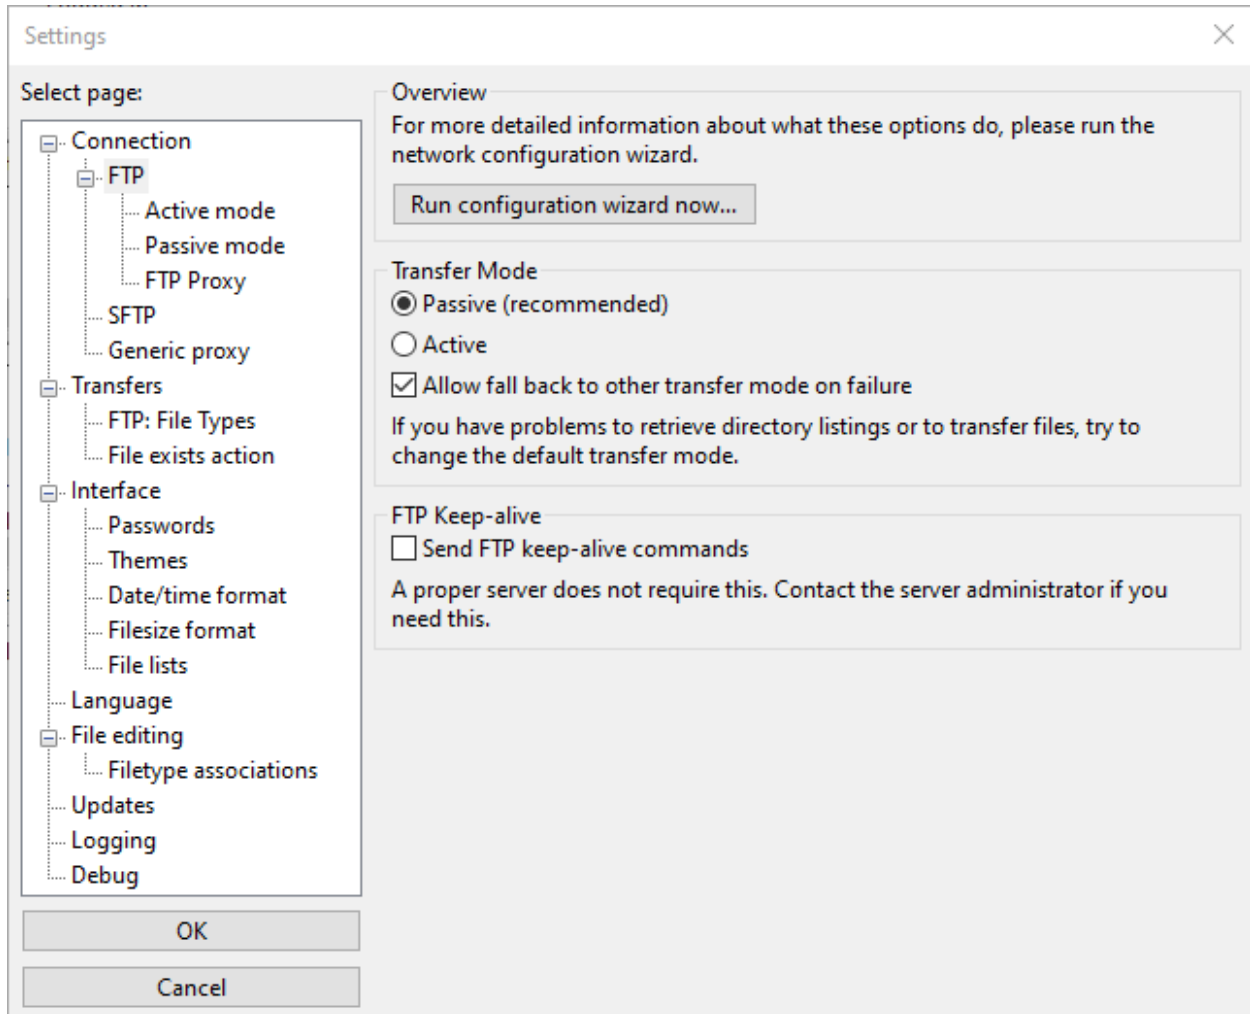 Settings
Select page:
Connection
FTP
Active mode
Passive mode
FTP Proxy
SFTP
Generic proxy
Transfers
FTP: File Types
File exists action
Interface
Passwords
Themes
Date/time format
Filesize format
File lists
Language
File editing
Filetype associations
Updates
Logging
Debug
OK
Cancel
Overview
For more detailed information about what these options do, please run the
network configuration wizard.
Run configuration wizard now...
Transfer Mode
Passive (recommended)
Active
Allow fall back to other transfer mode on failure
If you have problems to retrieve directory listings or to transfer files, try to
change the default transfer mode.
FTP Keep-alive
Send FTP keep-alive commands
A proper server does not require this. Contact the server administrator if you
need this.